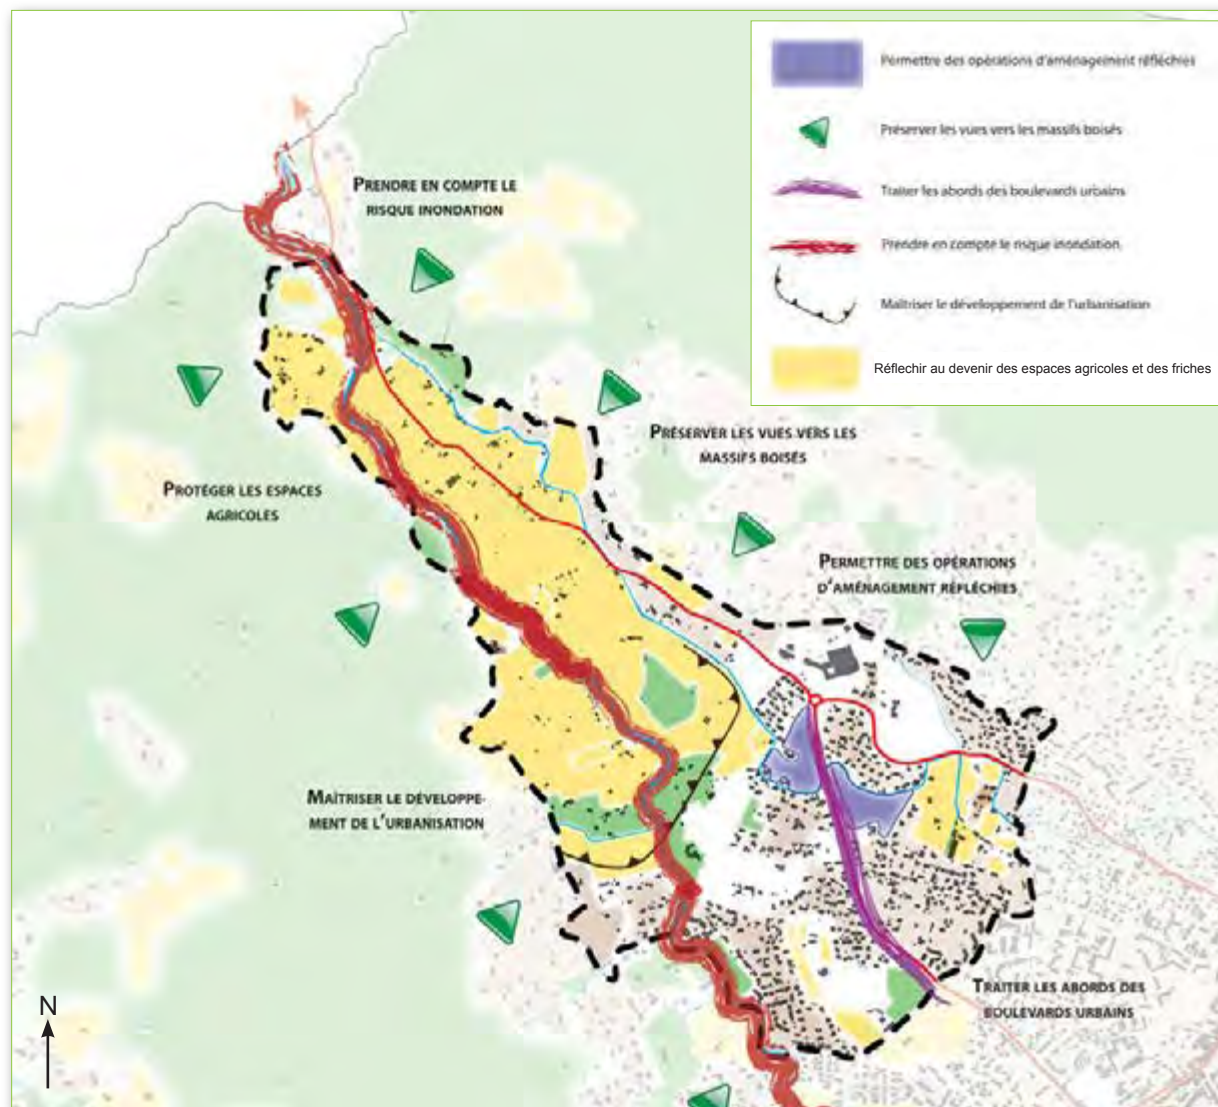 Permettre des opérations d'aménagement réfléchies
Préserver les vues vers les massifs boisés
Traiter les abords des boulevards urbains
Prendre en compte le risque inondation
Maîtriser le développement de l'urbanisation
Réflechir au devenir des espaces agricoles et des friches
PRENDRE EN COMPTE LE
RISQUE INONDATION
PRÉSERVER LES VUES VERS LES
MASSIFS BOISÉS
PROTÉGER LES ESPACES
AGRICOLES
PERMETTRE DES OPÉRATIONS
D'AMÉNAGEMENT RÉFLÉCHIES
MAÎTRISER LE DÉVELOPPE-
MENT DE L'URBANISATION
TRAITER LES ABORDS DES
BOULEVARDS URBAINS
N